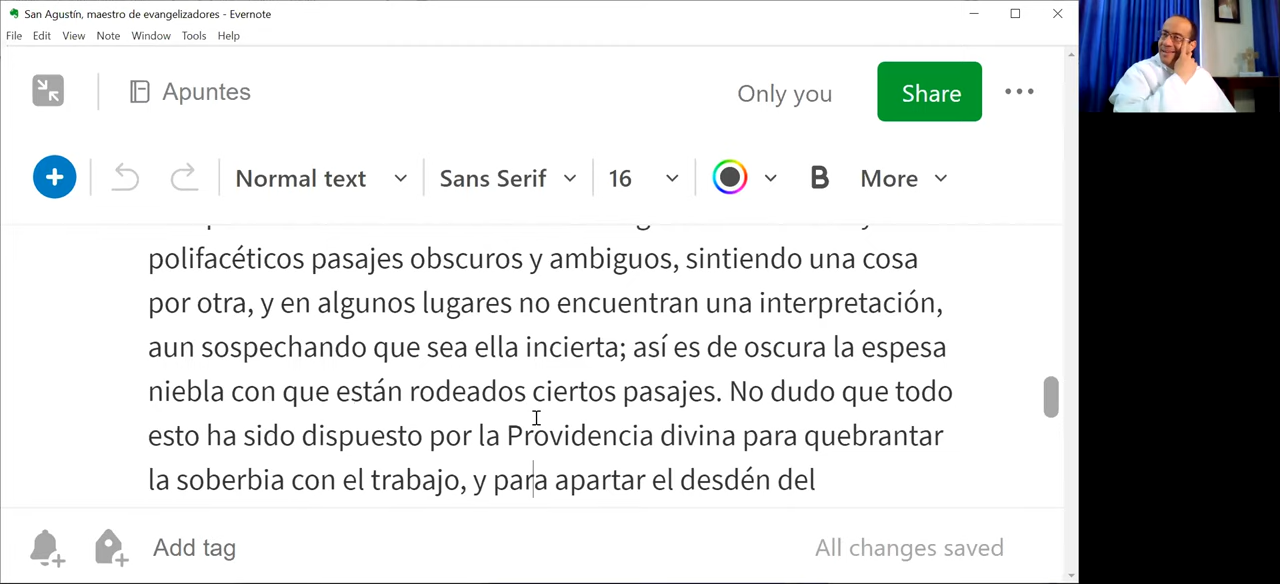 San Agustín, maestro de evangelizadores - Evernote
File Edit View Note Window Tools Help
Apuntes
Only you
Share
Normal text
Sans Serif
16
B
More
polifacéticos pasajes obscuros y ambiguos, sintiendo una cosa
por otra, y en algunos lugares no encuentran una interpretación,
aun sospechando que sea ella incierta; así es de oscura la espesa
niebla con que están rodeados ciertos pasajes. No dudo que todo
esto ha sido dispuesto por la Providencia divina para quebrantar
la soberbia con el trabajo, y para apartar el desdén del
Add tag
All changes saved